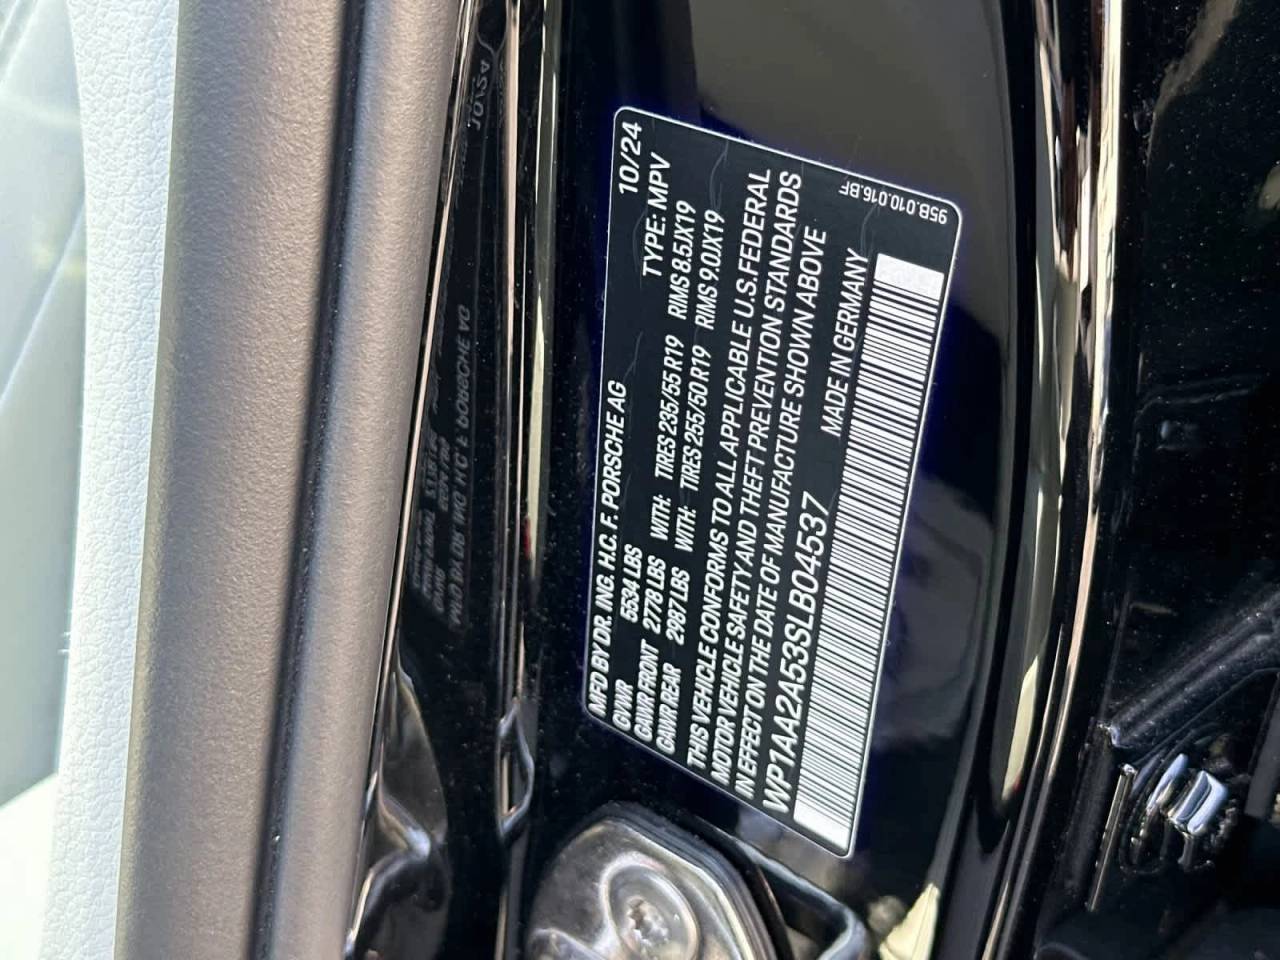 MFD BY DR. ING. H.C. F. PORSCHE AG 10/24
GVWR 5534 LBS TYPE: MPV
GAWR FRONT 2778 LBS WITH: TIRES 235/55 R19 RIMS 8.5JX19
GAWR REAR 2987 LBS WITH: TIRES 255/50 R19 RIMS 9.0JX19
THIS VEHICLE CONFORMS TO ALL APPLICABLE U.S. FEDERAL
MOTOR VEHICLE SAFETY AND THEFT PREVENTION STANDARDS
IN EFFECT ON THE DATE OF MANUFACTURE SHOWN ABOVE
WP1AA2A53SLB04537 MADE IN GERMANY
95B.010.016.BF